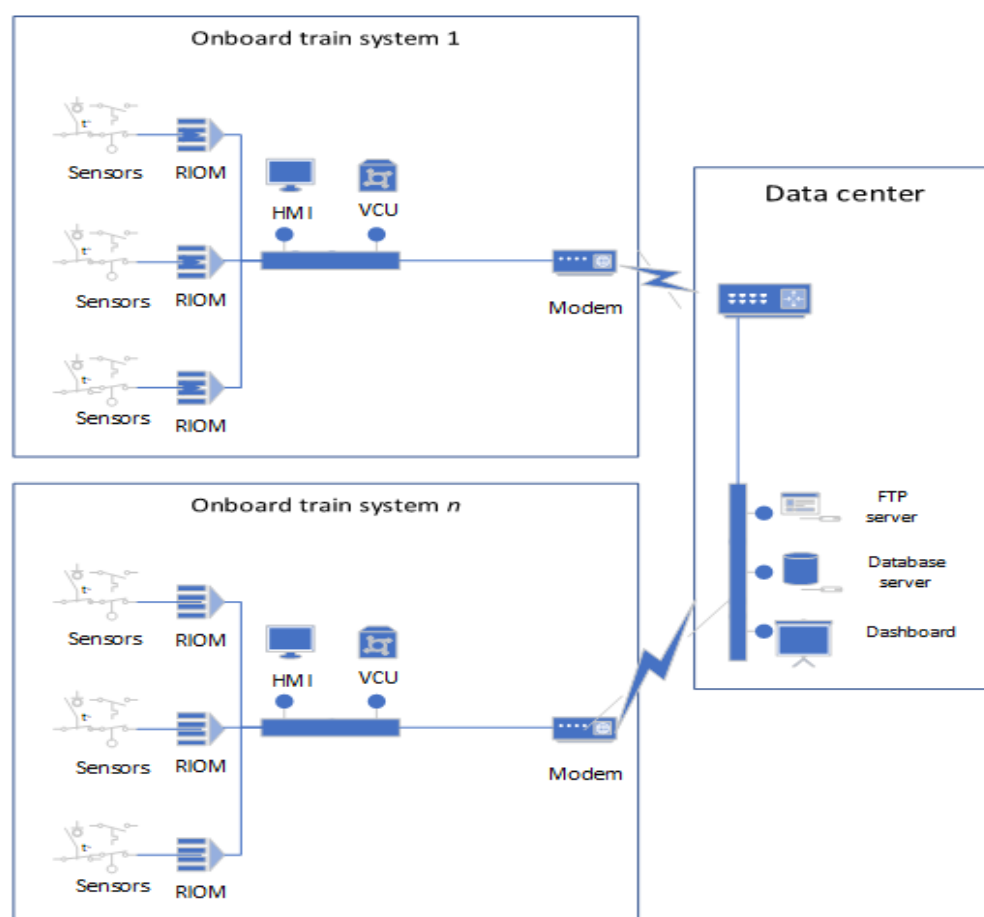 Onboard train system 1
t-
Sensors
RIOM
HMI
VCU
t-
Sensors
RIOM
Modem
t-
Sensors
RIOM
Onboard train system n
t-
Sensors
RIOM
HMI
VCU
t-
Sensors
RIOM
Modem
t-
Sensors
RIOM
Data center
FTP
server
Database
server
Dashboard